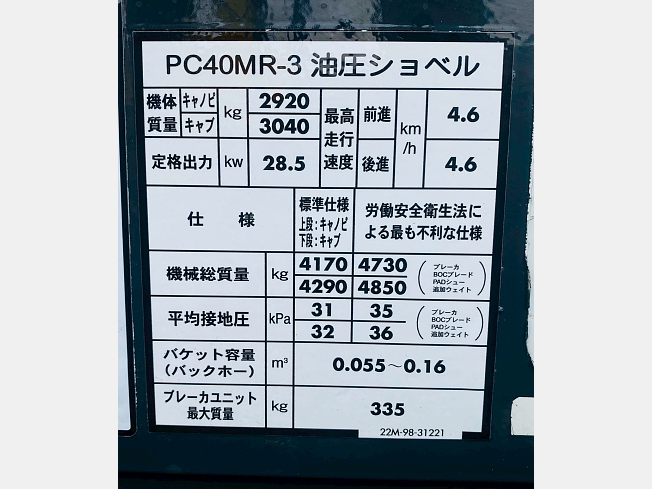 PC40MR-3 油圧ショベル
機体質量 キャノピ kg 2920 最高走行速度 前進 km/h 4.6
キャブ 3040
定格出力 kw 28.5 後進 4.6
仕様 標準仕様 上段:キャノピ 下段:キャブ 労働安全衛生法による最も不利な仕様
機械総質量 kg 4170 4730 (ブレーカ BOCブレード PADシュー 追加ウェイト)
4290 4850
平均接地圧 kPa 31 35 (ブレーカ BOCブレード PADシュー 追加ウェイト)
32 36
バケット容量(バックホー) m³ 0.055～0.16
ブレーカユニット最大質量 kg 335
22M-98-31221